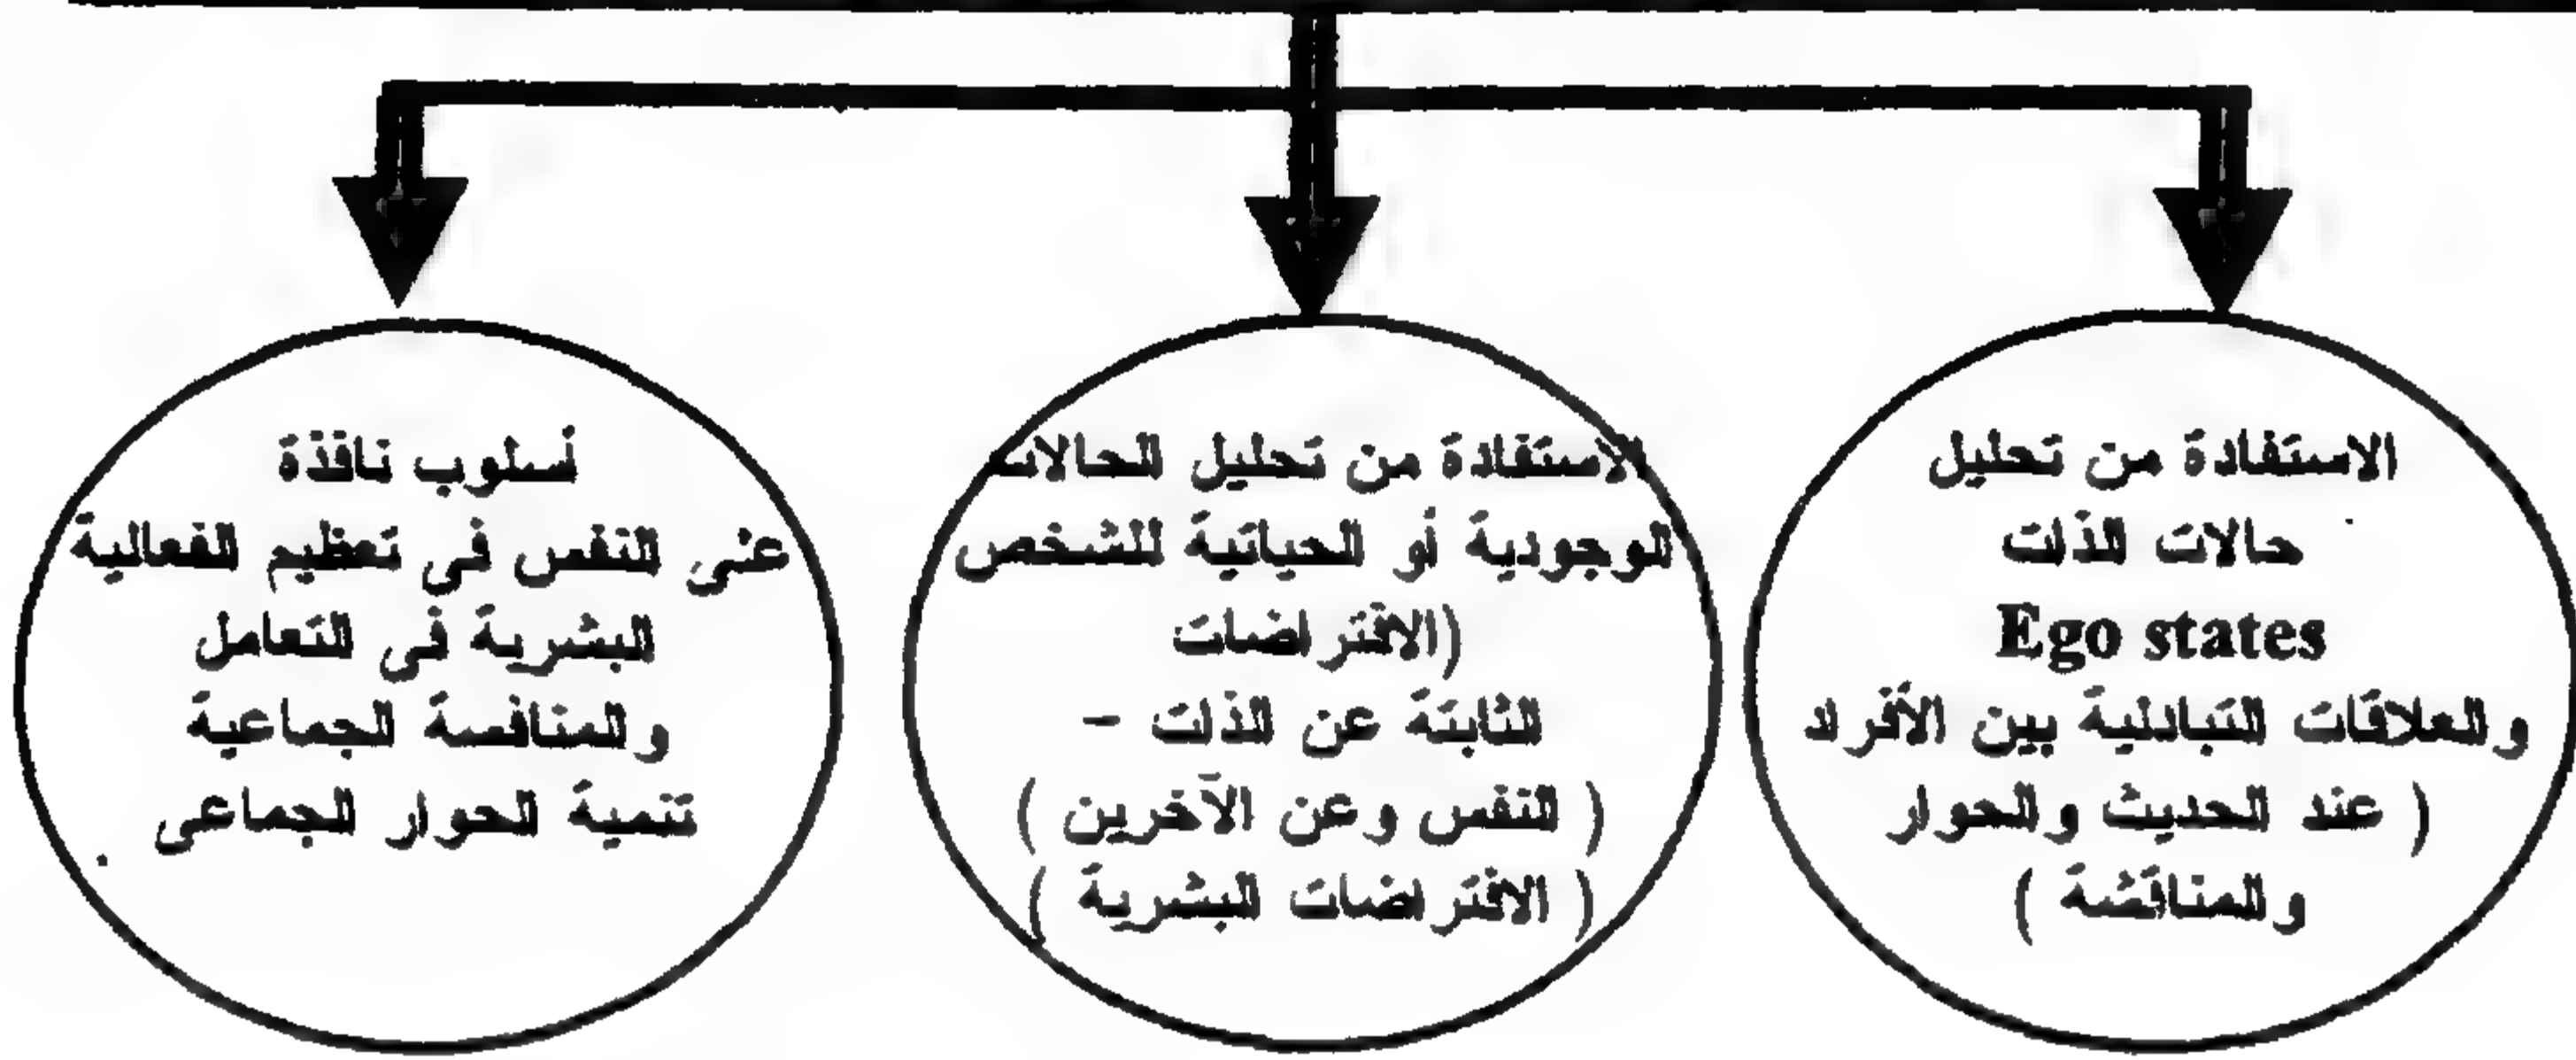 الاستفادة من تحليل
حالات الذات
Ego states
والعلاقات التبادلية بين الأفراد
( عند الحديث والحوار
والمناقشة )
الاستفادة من تحليل الحالات
الوجودية أو الحياتية للشخص
(الافتراضات
الثابتة عن الذات –
( النفس وعن الآخرين )
( الافتراضات البشرية )
أسلوب نافذة
على النفس فى تعظيم الفعالية
البشرية فى التعامل
والمنافسة الجماعية
تنمية الحوار الجماعى .